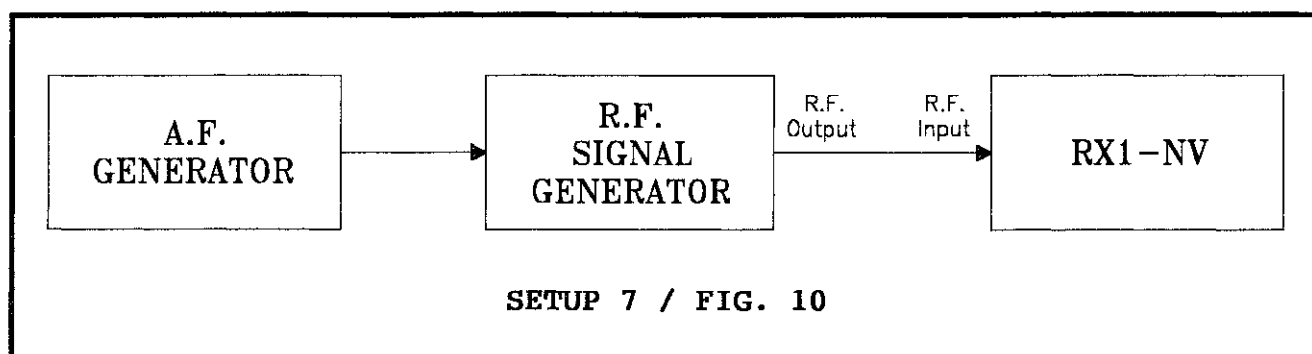 A.F.
GENERATOR
R.F.
SIGNAL
GENERATOR
R.F.
Output
R.F.
Input
RX1-NV
SETUP 7 / FIG. 10